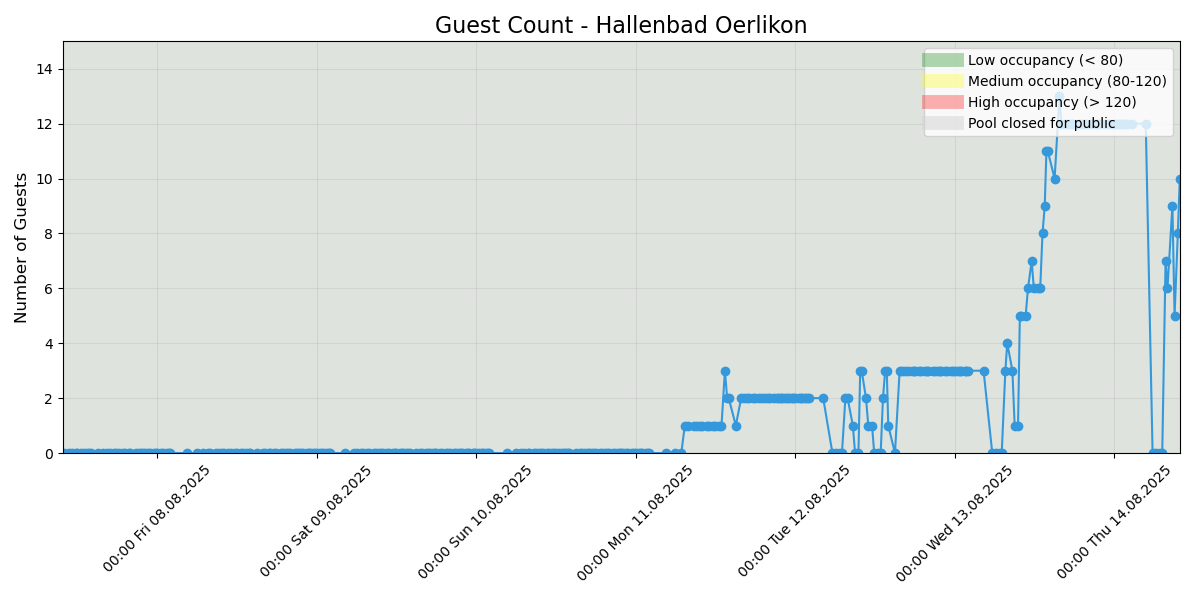 Guest Count - Hallenbad Oerlikon
Low occupancy (< 80)
Medium occupancy (80-120)
High occupancy (> 120)
Pool closed for public
Number of Guests
14
12
10
8
6
4
2
0
00:00 Fri 08.08.2025
00:00 Sat 09.08.2025
00:00 Sun 10.08.2025
00:00 Mon 11.08.2025
00:00 Tue 12.08.2025
00:00 Wed 13.08.2025
00:00 Thu 14.08.2025